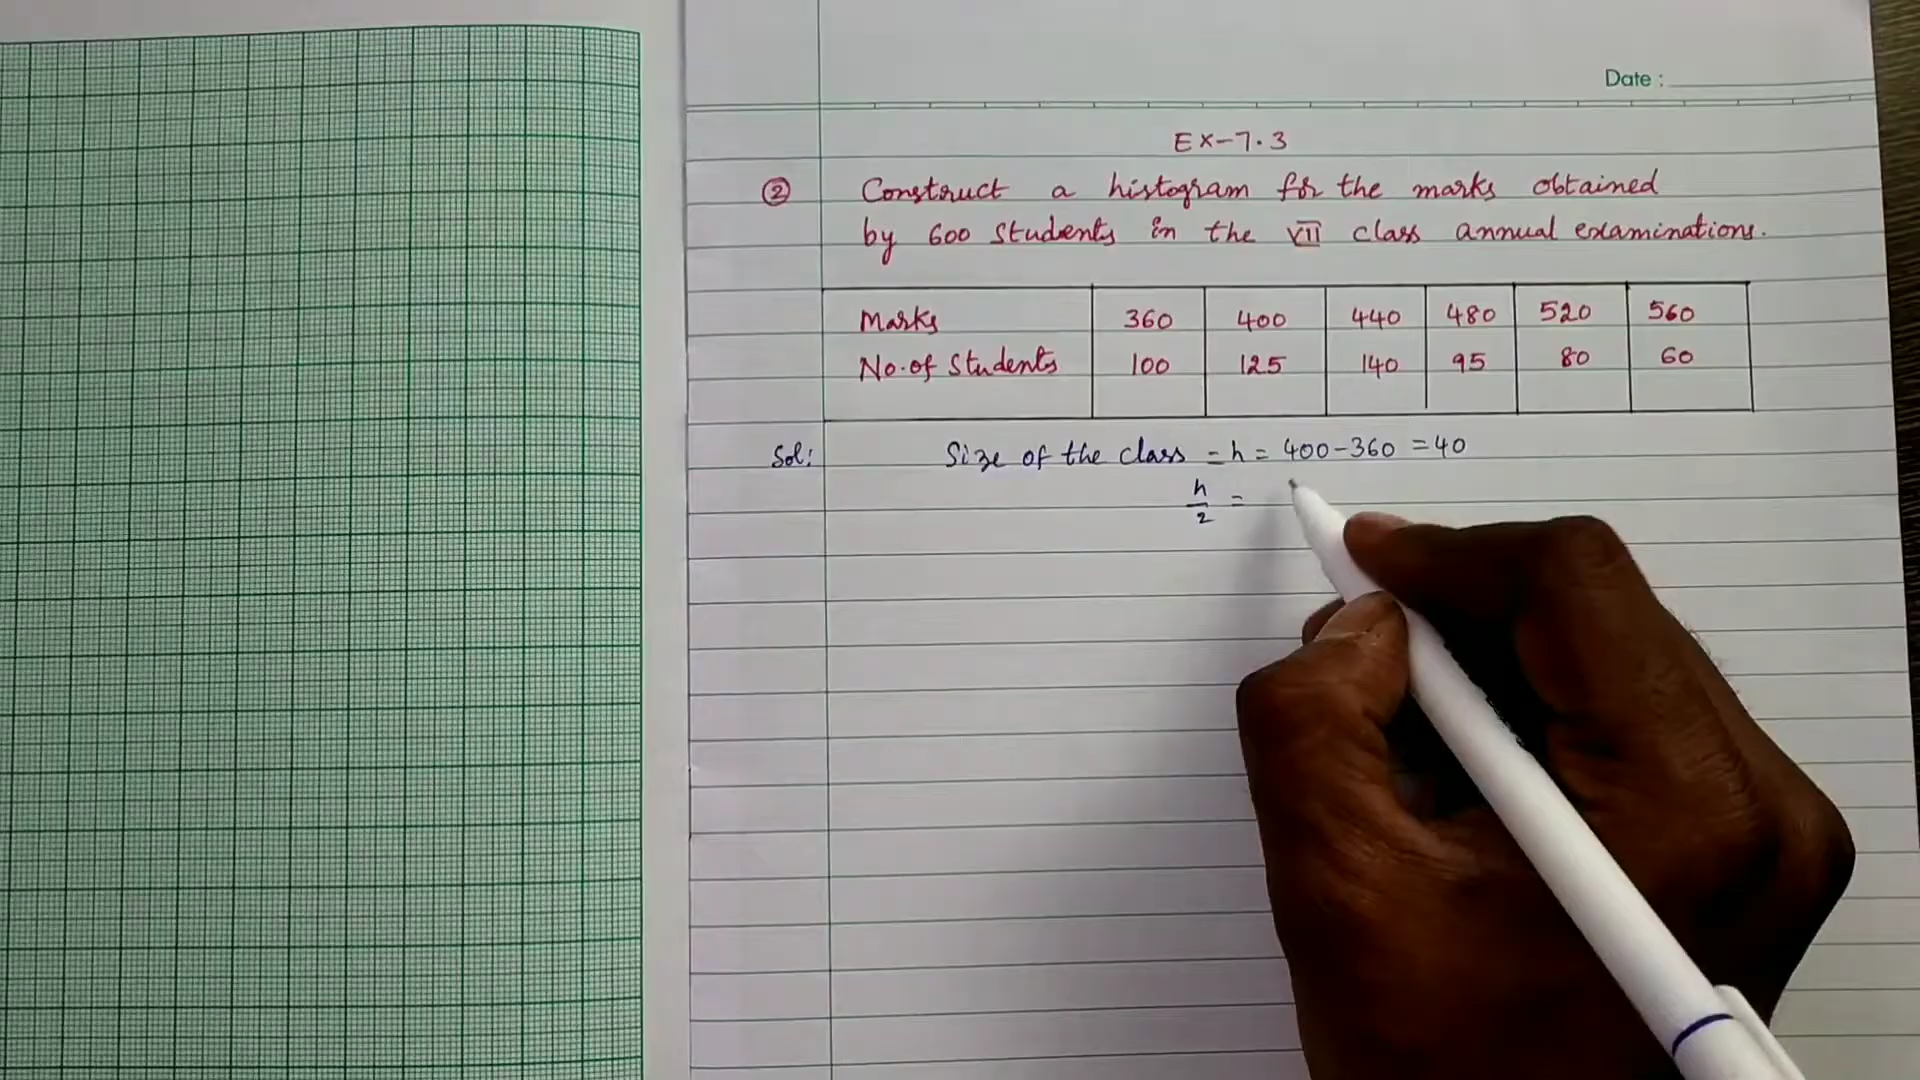 Date :
Ex-7.3
② Construct a histogram for the marks obtained
by 600 students in the VII class annual examinations.
Marks 360 400 440 480 520 560
No. of Students 100 125 140 95 80 60
Sol: Size of the class = h = 400-360 = 40
h/2 =